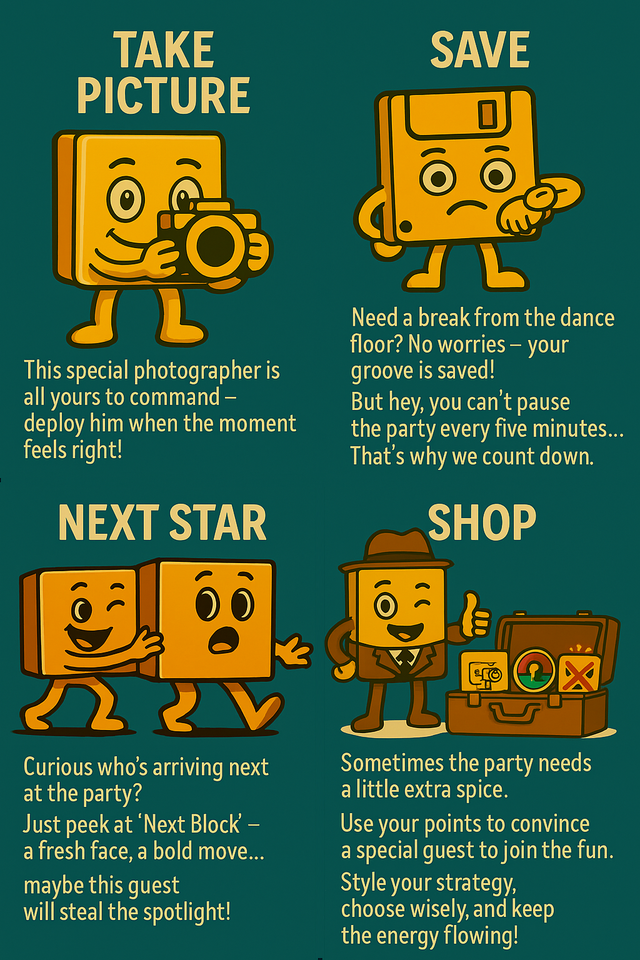 TAKE
PICTURE
This special photographer is
all yours to command –
deploy him when the moment
feels right!
SAVE
Need a break from the dance
floor? No worries – your
groove is saved!
But hey, you can't pause
the party every five minutes...
That's why we count down.
NEXT STAR
Curious who's arriving next
at the party?
Just peek at ‘Next Block’ –
a fresh face, a bold move...
maybe this guest
will steal the spotlight!
SHOP
Sometimes the party needs
a little extra spice.
Use your points to convince
a special guest to join the fun.
Style your strategy,
choose wisely, and keep
the energy flowing!